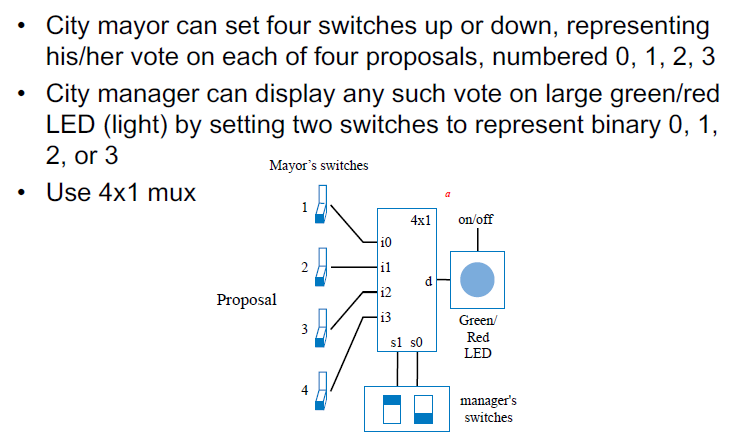 • City mayor can set four switches up or down, representing
his/her vote on each of four proposals, numbered 0, 1, 2, 3
• City manager can display any such vote on large green/red
LED (light) by setting two switches to represent binary 0, 1,
2, or 3
• Use 4x1 mux
Mayor's switches
a
1
4x1
on/off
i0
2
i1
d
i2
Proposal
i3
3
Green/
Red
LED
s1 s0
4
manager's
switches